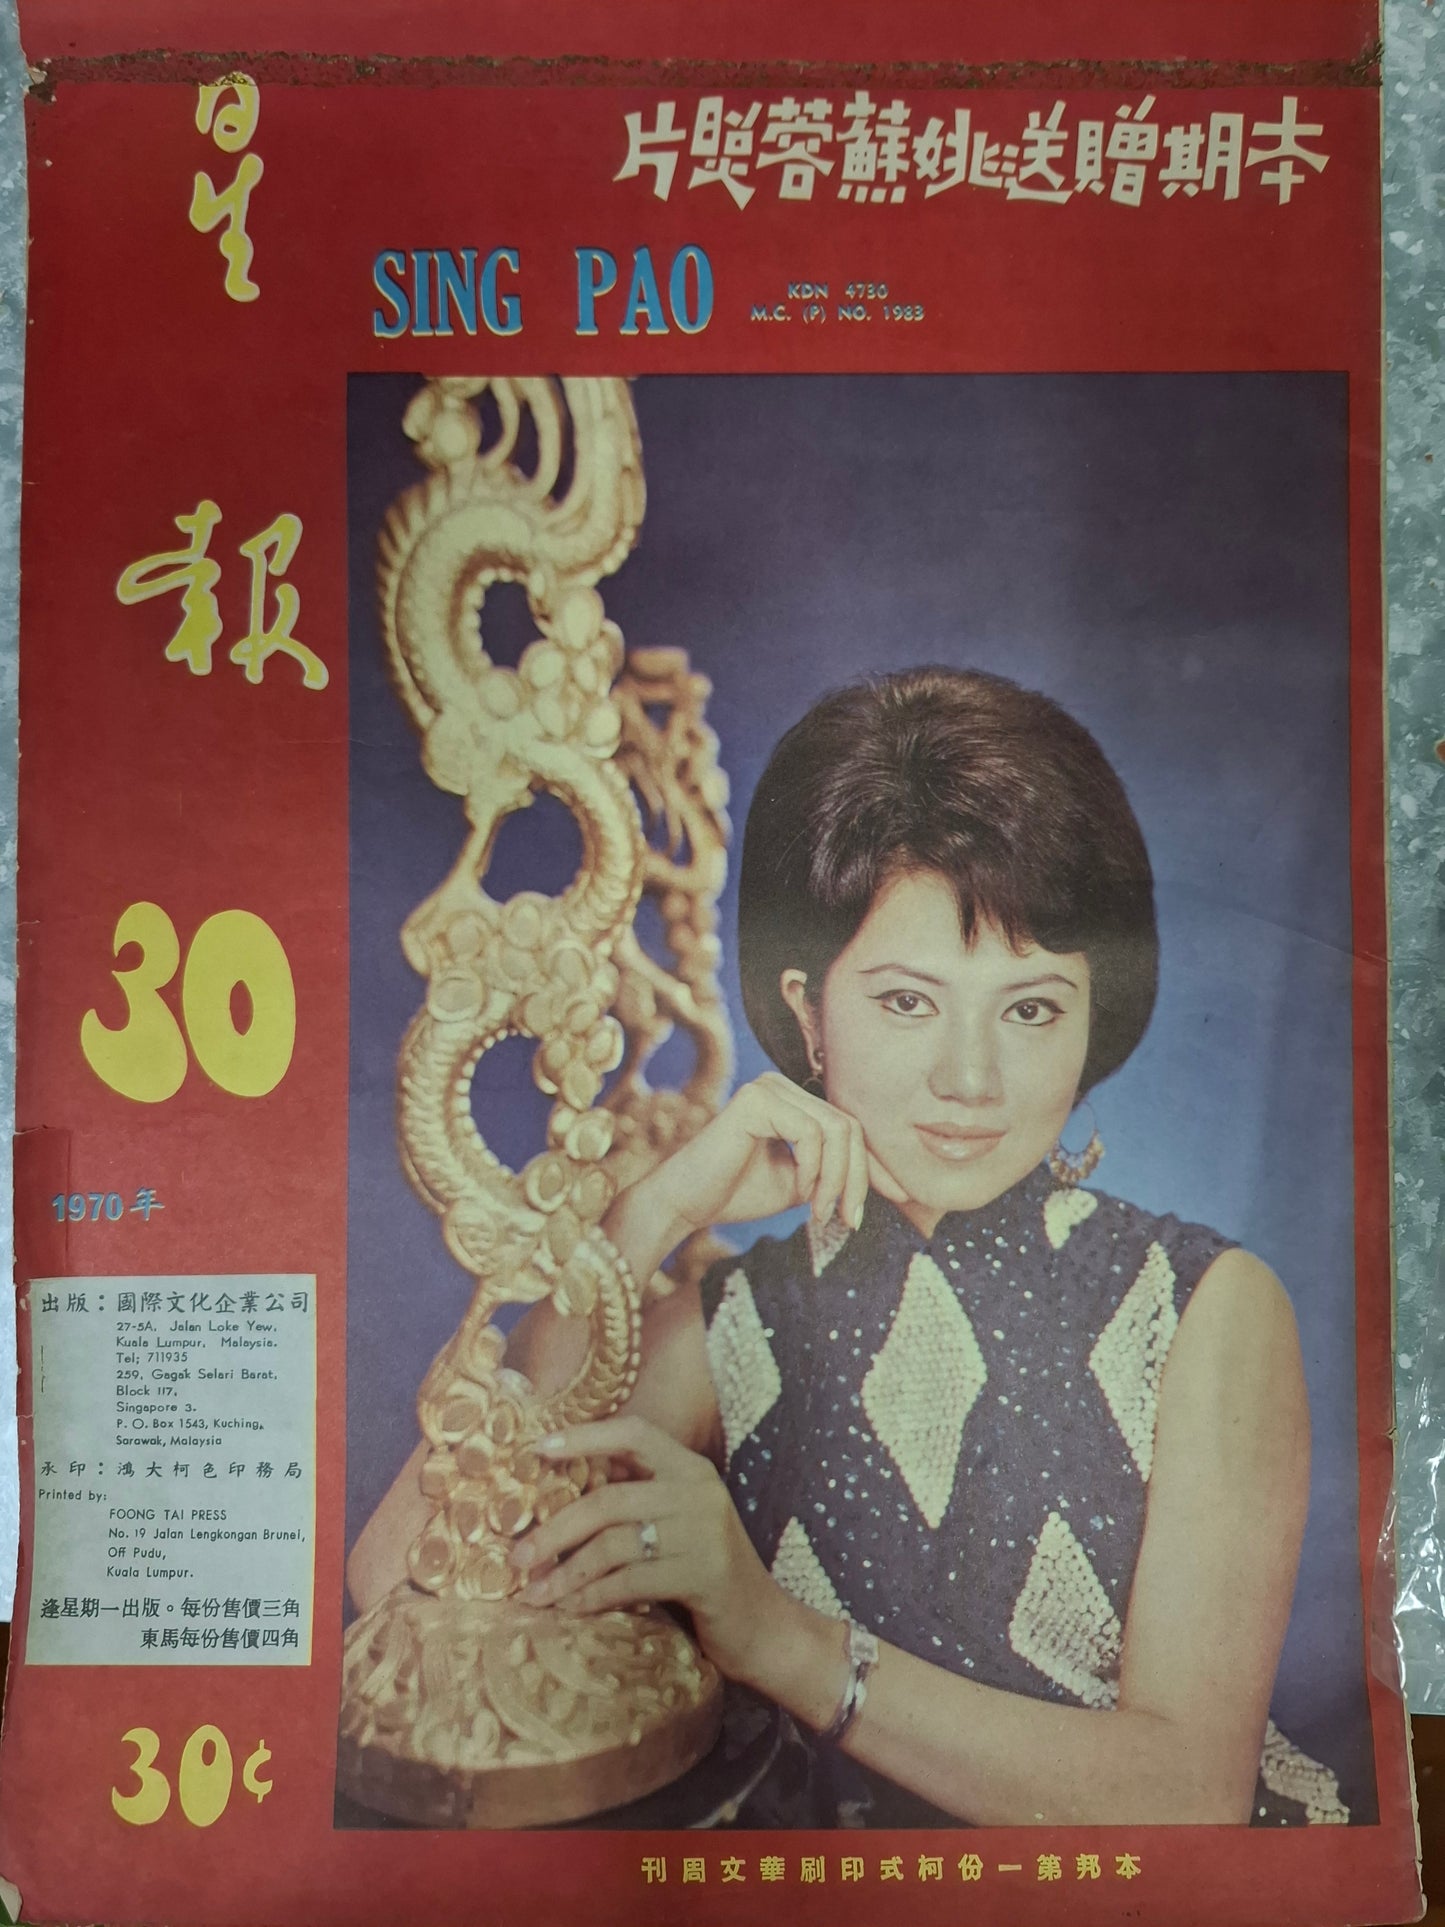 本期贈送姚蘇蓉照片
星報
SING PAO
KDN 4730
M.C. (P) NO. 1983
30
1970年
出版：國際文化企業公司
27-5A, Jalan Loke Yew,
Kuala Lumpur, Malaysia.
Tel; 711935
259, Gagak Selari Barat,
Block 117,
Singapore 3.
P. O. Box 1543, Kuching,
Sarawak, Malaysia
承印：鴻大柯色印務局
Printed by:
FOONG TAI PRESS
No. 19 Jalan Lengkongan Brunei,
Off Pudu,
Kuala Lumpur.
逢星期一出版。每份售價三角
東馬每份售價四角
30¢
本邦第一份柯式印刷華文周刊